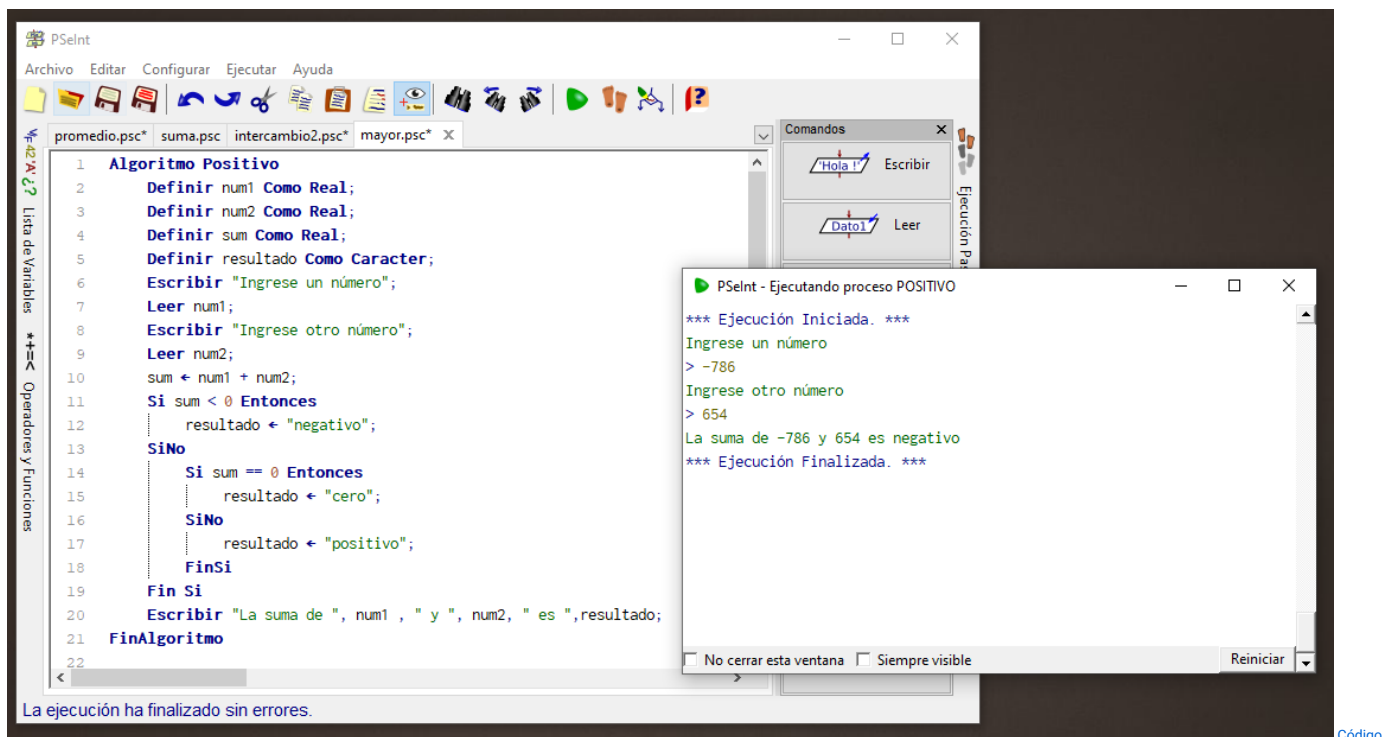 PSeInt
Archivo Editar Configurar Ejecutar Ayuda
promedio.psc* suma.psc intercambio2.psc* mayor.psc* X
1 Algoritmo Positivo
2 Definir num1 Como Real;
3 Definir num2 Como Real;
4 Definir sum Como Real;
5 Definir resultado Como Caracter;
6 Escribir "Ingrese un número";
7 Leer num1;
8 Escribir "Ingrese otro número";
9 Leer num2;
10 sum ← num1 + num2;
11 Si sum < 0 Entonces
12 resultado ← "negativo";
13 SiNo
14 Si sum == 0 Entonces
15 resultado ← "cero";
16 SiNo
17 resultado ← "positivo";
18 FinSi
19 Fin Si
20 Escribir "La suma de ", num1 , " y ", num2, " es ",resultado;
21 FinAlgoritmo
22
La ejecución ha finalizado sin errores.
Lista de Variables
*+=< Operadores y Funciones
Comandos
'Hola !' Escribir
Dato1 Leer
Ejecución
PSeInt - Ejecutando proceso POSITIVO
*** Ejecución Iniciada. ***
Ingrese un número
> -786
Ingrese otro número
> 654
La suma de -786 y 654 es negativo
*** Ejecución Finalizada. ***
No cerrar esta ventana Siempre visible Reiniciar
Código